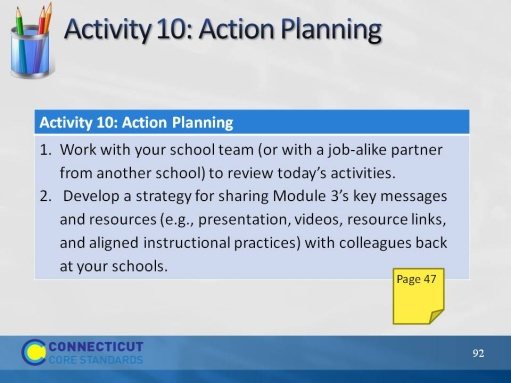 Activity 10: Action Planning
Activity 10: Action Planning
1. Work with your school team (or with a job-alike partner
from another school) to review today's activities.
2. Develop a strategy for sharing Module 3's key messages
and resources (e.g., presentation, videos, resource links,
and aligned instructional practices) with colleagues back
at your schools.
Page 47
CONNECTICUT
CORE STANDARDS
92